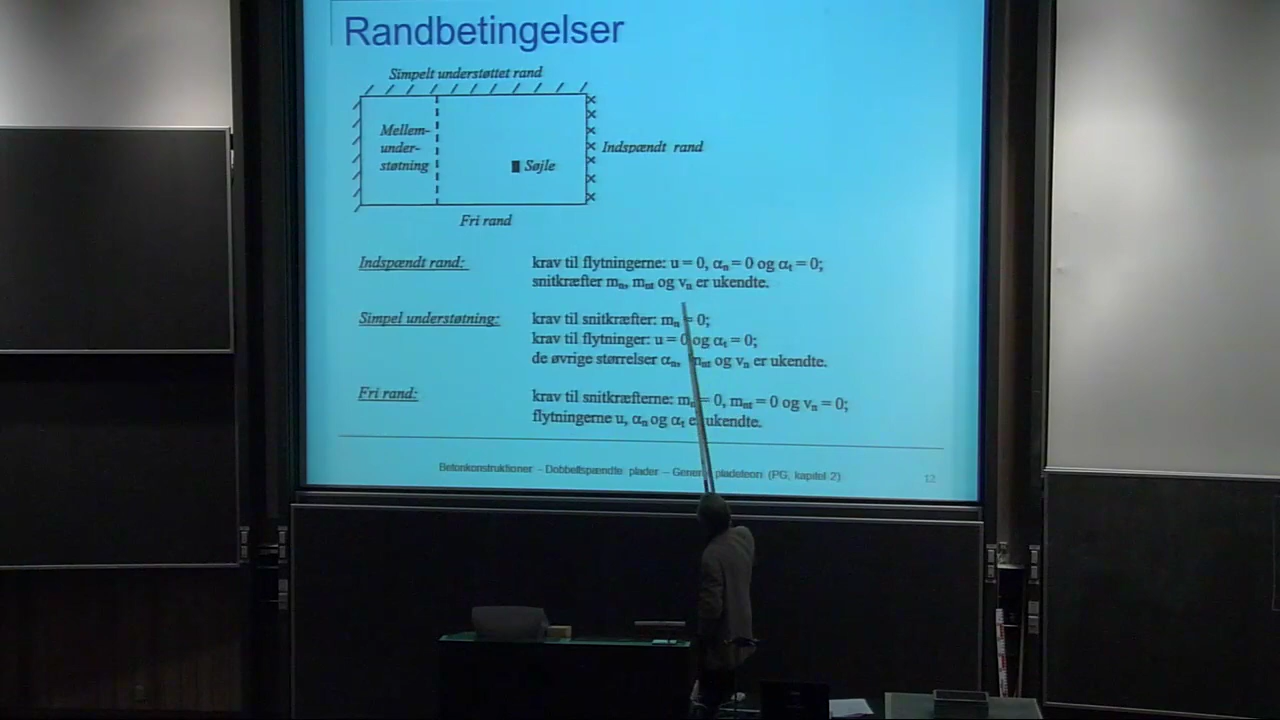 Randbetingelser
Simpelt understøttet rand
Mellem-
under-
støtning
Søjle
Indspændt rand
Fri rand
Indspændt rand:
krav til flytningerne: u = 0, αₙ = 0 og αₜ = 0;
snitkræfter mₙ, mₙₜ og vₙ er ukendte.
Simpel understøtning:
krav til snitkræfter: mₙ = 0;
krav til flytninger: u = 0 og αₜ = 0;
de øvrige størrelser αₙ, mₙₜ og vₙ er ukendte.
Fri rand:
krav til snitkræfterne: mₙ = 0, mₙₜ = 0 og vₙ = 0;
flytningerne u, αₙ og αₜ er ukendte.
Betonkonstruktioner – Dobbeltspændte plader – Generel pladeteori (PG, kapitel 2)
12